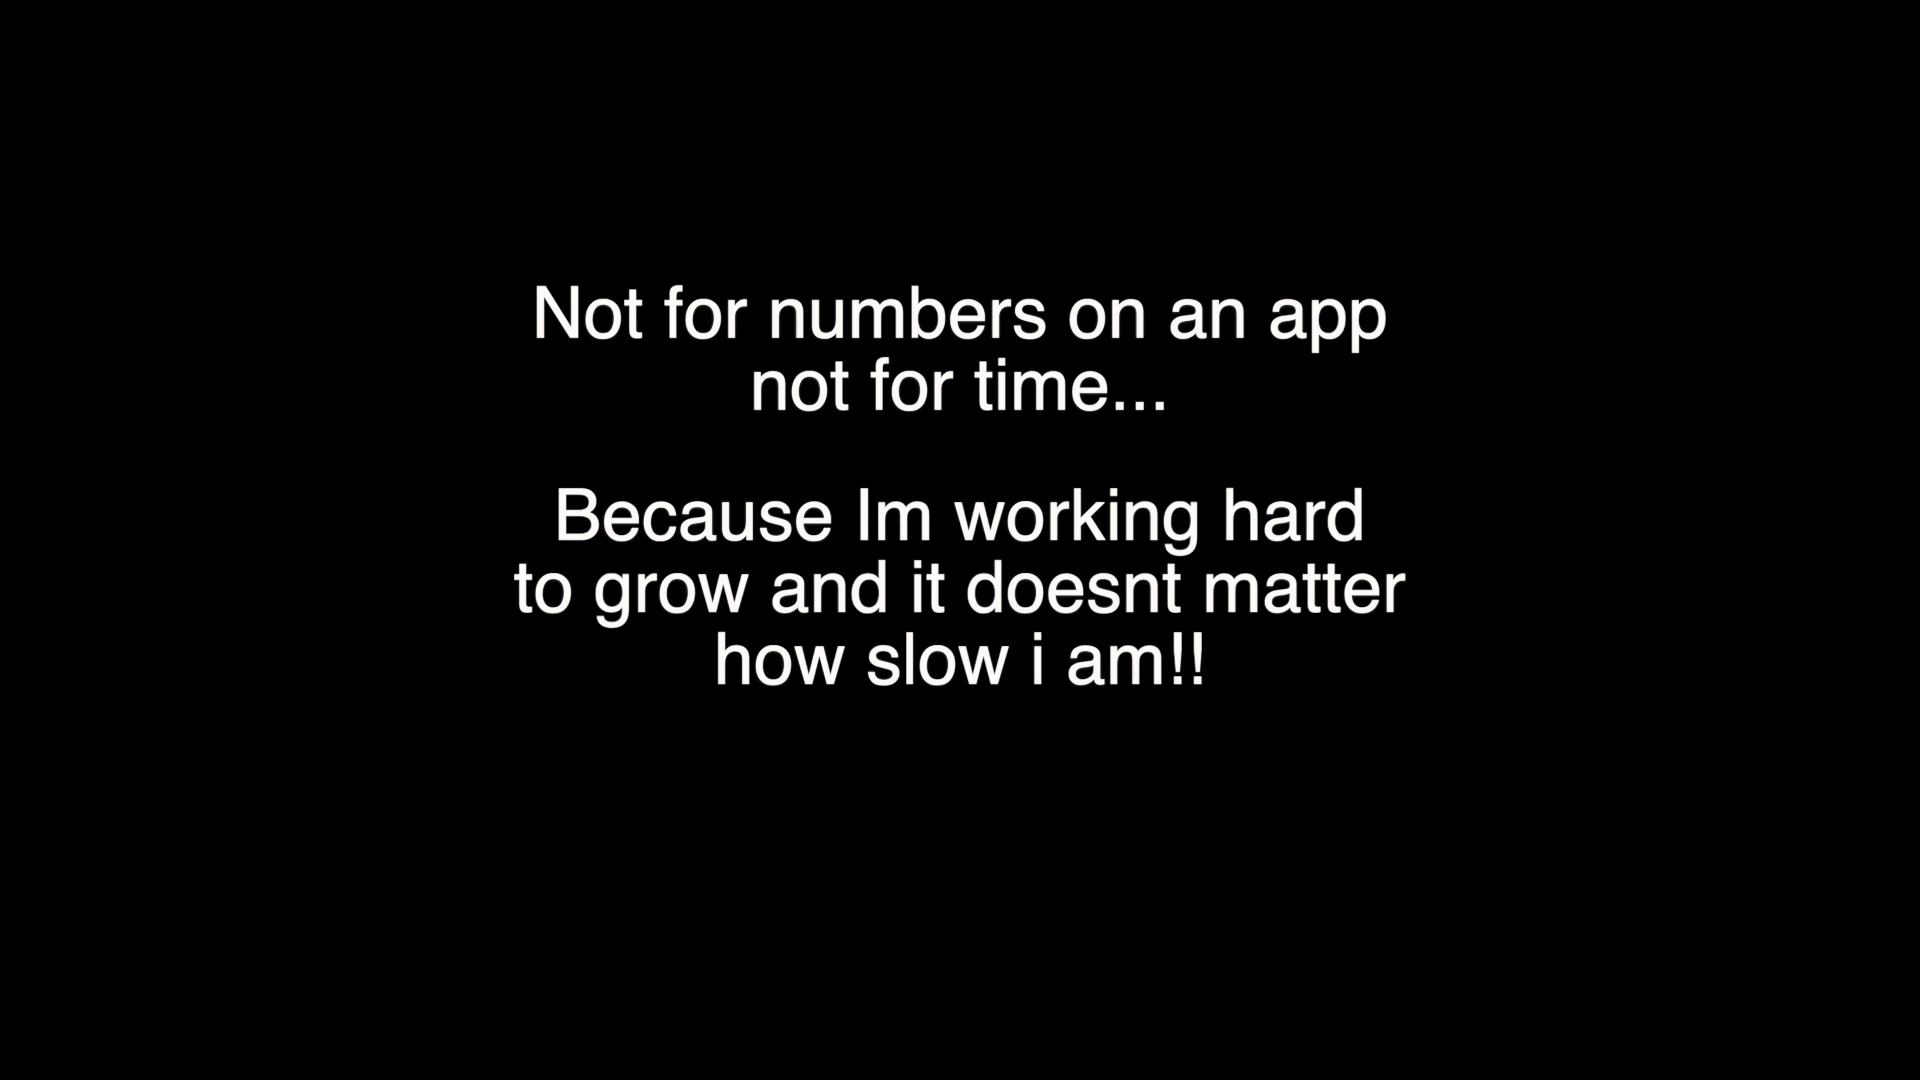 Not for numbers on an app
not for time...
Because Im working hard
to grow and it doesnt matter
how slow i am!!